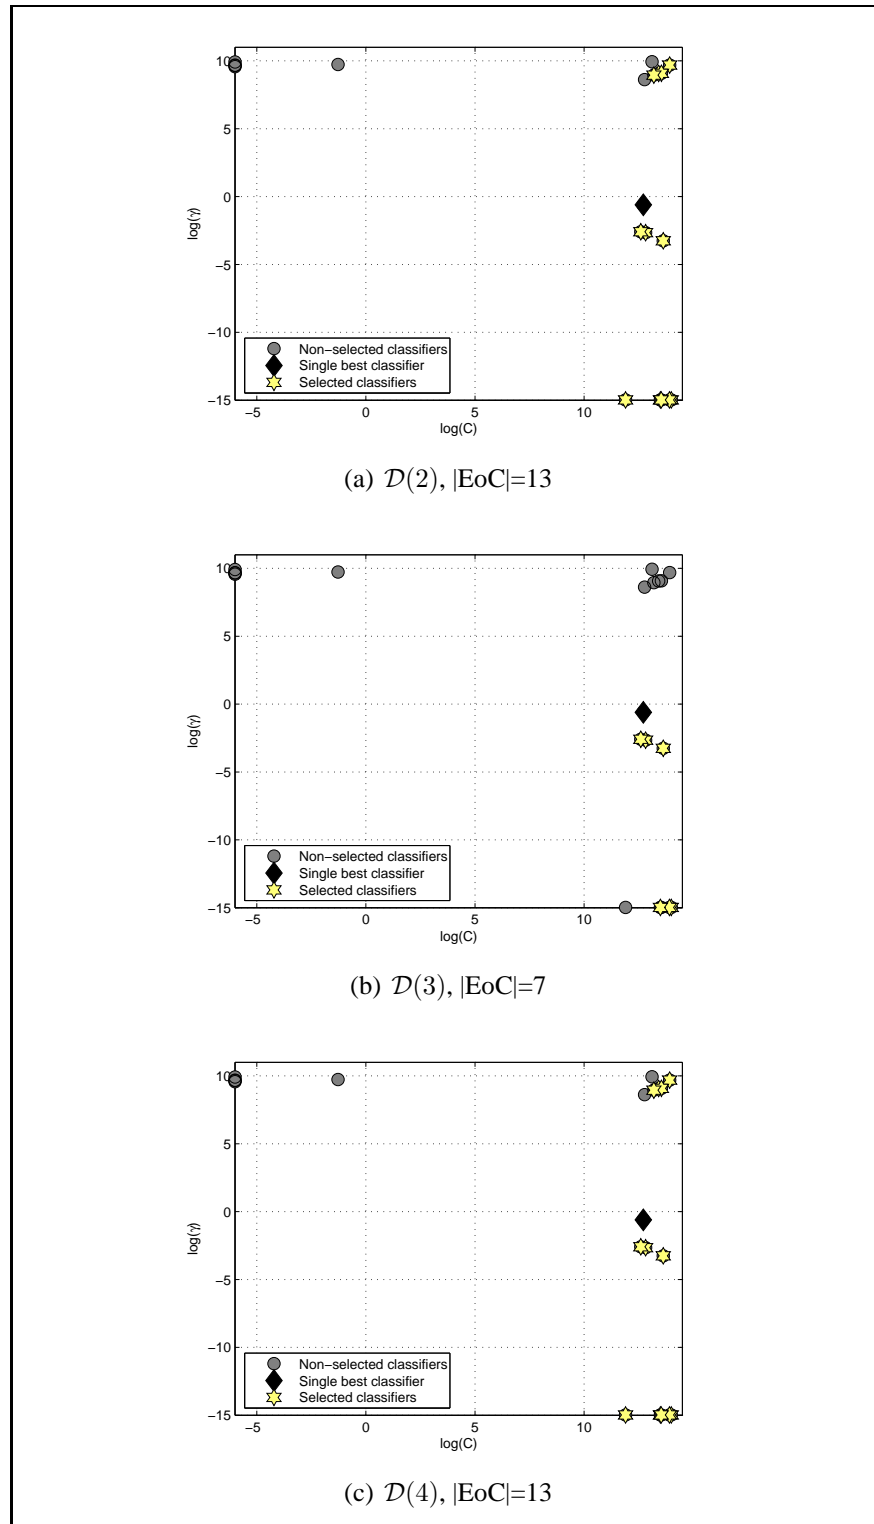 10
5
0
−5
−10
−15
log(γ)
Non−selected classifiers
Single best classifier
Selected classifiers
−5 0 5 10
log(C)
(a) D(2), |EoC|=13
10
5
0
−5
−10
−15
log(γ)
Non−selected classifiers
Single best classifier
Selected classifiers
−5 0 5 10
log(C)
(b) D(3), |EoC|=7
10
5
0
−5
−10
−15
log(γ)
Non−selected classifiers
Single best classifier
Selected classifiers
−5 0 5 10
log(C)
(c) D(4), |EoC|=13